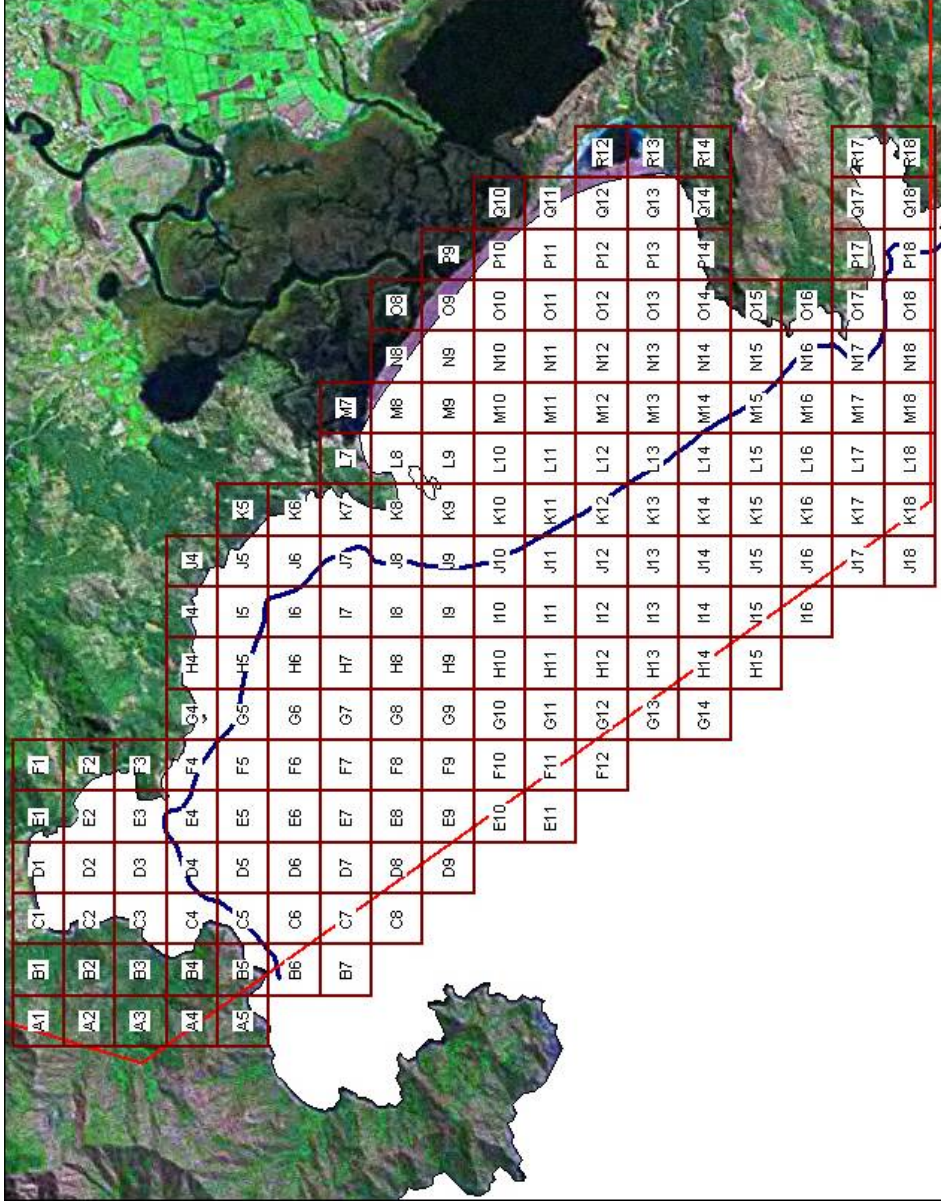 A1 B1 C1 D1 E1 F1
A2 B2 C2 D2 E2 F2
A3 B3 C3 D3 E3 F3
A4 B4 C4 D4 E4 F4 G4 H4 I4 J4
A5 B5 C5 D5 E5 F5 G5 H5 I5 J5 K5
B6 C6 D6 E6 F6 G6 H6 I6 J6 K6
B7 C7 D7 E7 F7 G7 H7 I7 J7 K7 L7 M7
C8 D8 E8 F8 G8 H8 I8 J8 K8 L8 M8 N8 O8
D9 E9 F9 G9 H9 I9 J9 K9 L9 M9 N9 O9 P9
E10 F10 G10 H10 I10 J10 K10 L10 M10 N10 O10 P10 Q10
E11 F11 G11 H11 I11 J11 K11 L11 M11 N11 O11 P11 Q11
F12 G12 H12 I12 J12 K12 L12 M12 N12 O12 P12 Q12 R12
G13 H13 I13 J13 K13 L13 M13 N13 O13 P13 Q13 R13
G14 H14 I14 J14 K14 L14 M14 N14 O14 P14 Q14 R14
H15 I15 J15 K15 L15 M15 N15 O15
I16 J16 K16 L16 M16 N16 O16
J17 K17 L17 M17 N17 O17 P17 Q17 R17
J18 K18 L18 M18 N18 O18 P18 Q18 R18